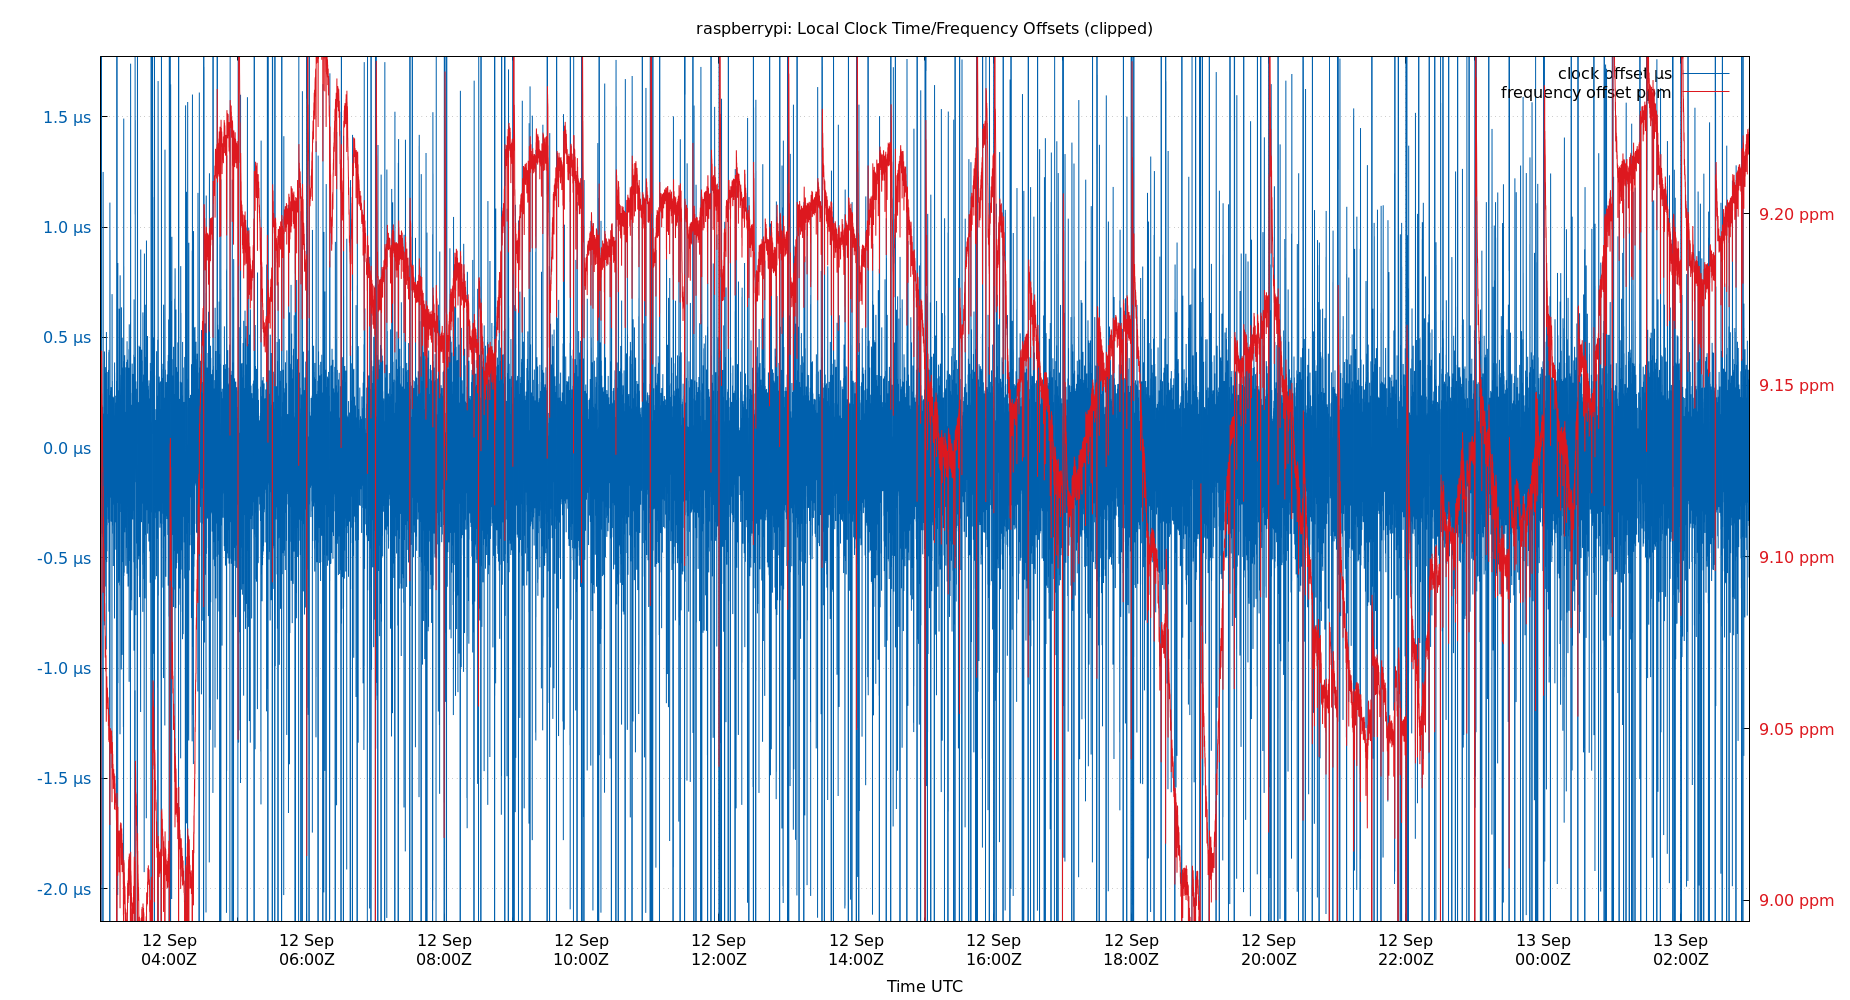 raspberrypi: Local Clock Time/Frequency Offsets (clipped)
clock offset µs
frequency offset ppm
1.5 µs
1.0 µs
0.5 µs
0.0 µs
-0.5 µs
-1.0 µs
-1.5 µs
-2.0 µs
9.20 ppm
9.15 ppm
9.10 ppm
9.05 ppm
9.00 ppm
12 Sep 12 Sep 12 Sep 12 Sep 12 Sep 12 Sep 12 Sep 12 Sep 12 Sep 12 Sep 13 Sep 13 Sep
04:00Z 06:00Z 08:00Z 10:00Z 12:00Z 14:00Z 16:00Z 18:00Z 20:00Z 22:00Z 00:00Z 02:00Z
Time UTC